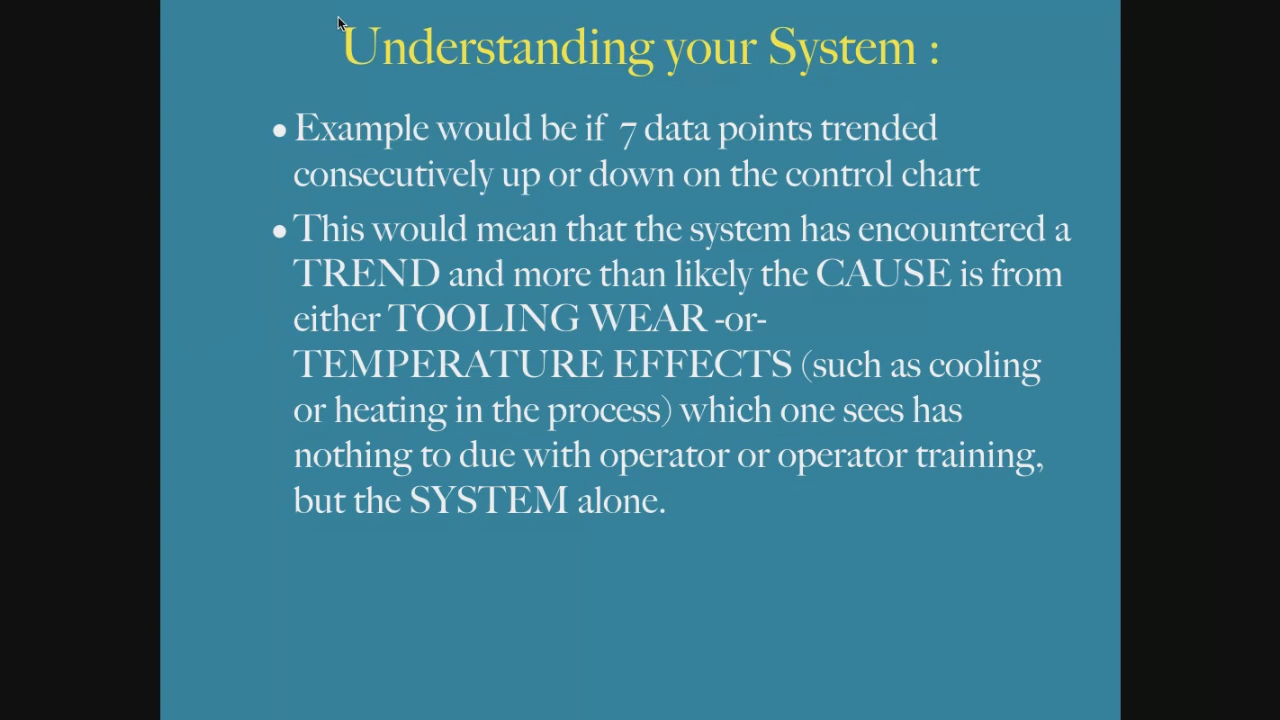 Understanding your System :
• Example would be if 7 data points trended
consecutively up or down on the control chart
• This would mean that the system has encountered a
TREND and more than likely the CAUSE is from
either TOOLING WEAR -or-
TEMPERATURE EFFECTS (such as cooling
or heating in the process) which one sees has
nothing to due with operator or operator training,
but the SYSTEM alone.